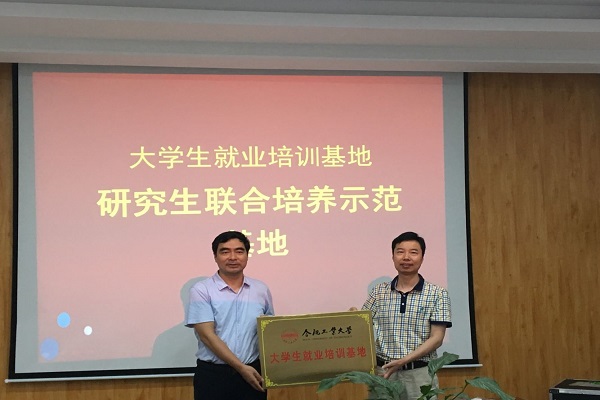 大学生就业培训基地
研究生联合培养示范
基地
合肥工业大学
大学生就业培训基地